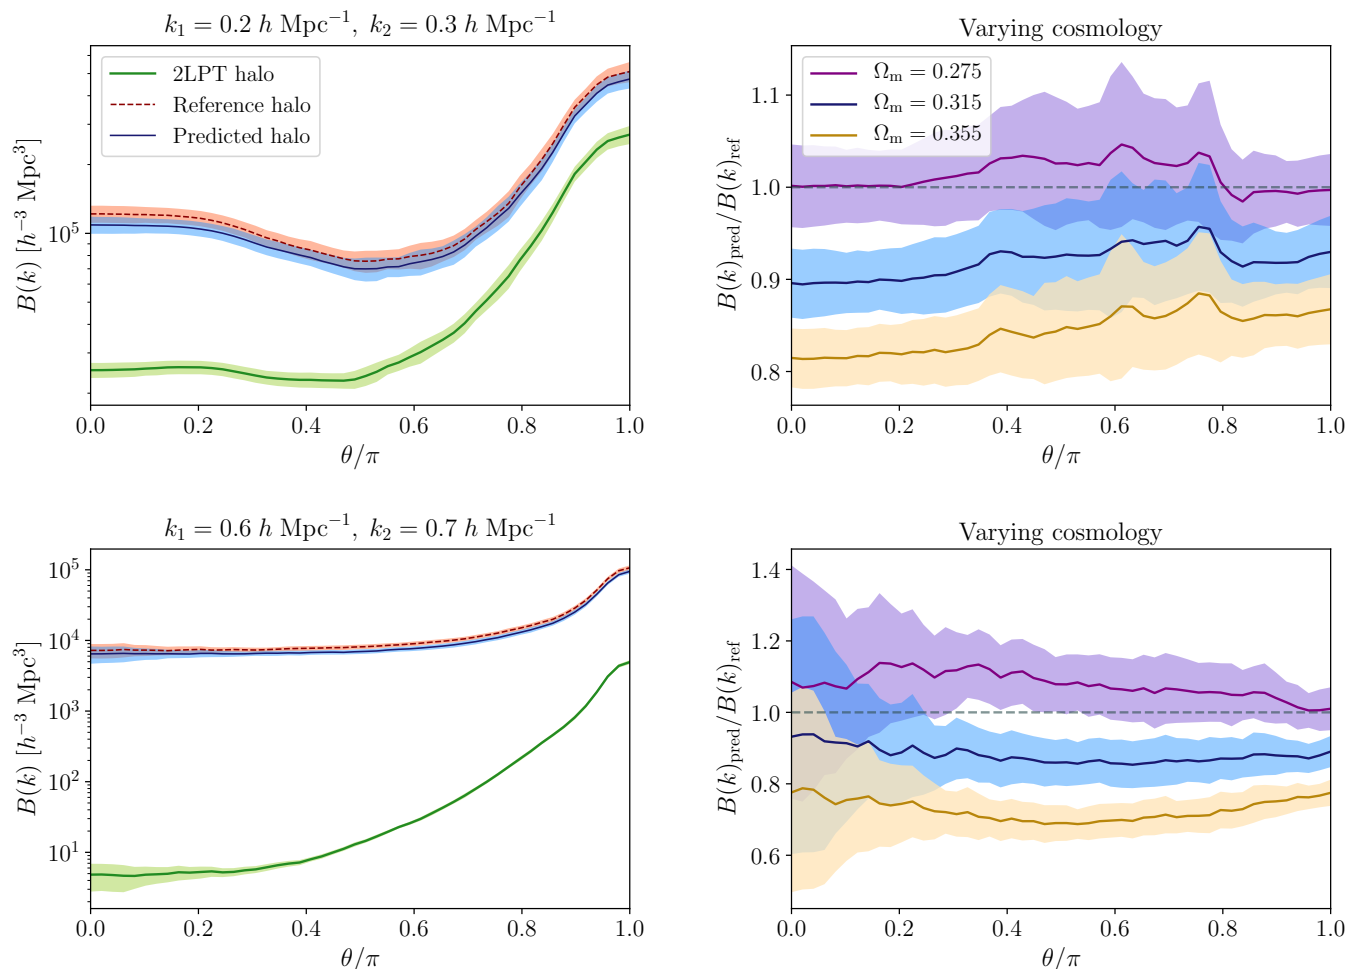 k₁ = 0.2 h Mpc⁻¹, k₂ = 0.3 h Mpc⁻¹
2LPT halo
Reference halo
Predicted halo
B(k) [h⁻³ Mpc³]
10⁵
0.0 0.2 0.4 0.6 0.8 1.0
θ/π
Varying cosmology
Ωₘ = 0.275
Ωₘ = 0.315
Ωₘ = 0.355
B(k)pred/B(k)ref
1.1
1.0
0.9
0.8
0.0 0.2 0.4 0.6 0.8 1.0
θ/π
k₁ = 0.6 h Mpc⁻¹, k₂ = 0.7 h Mpc⁻¹
B(k) [h⁻³ Mpc³]
10⁵
10⁴
10³
10²
10¹
0.0 0.2 0.4 0.6 0.8 1.0
θ/π
Varying cosmology
B(k)pred/B(k)ref
1.4
1.2
1.0
0.8
0.6
0.0 0.2 0.4 0.6 0.8 1.0
θ/π